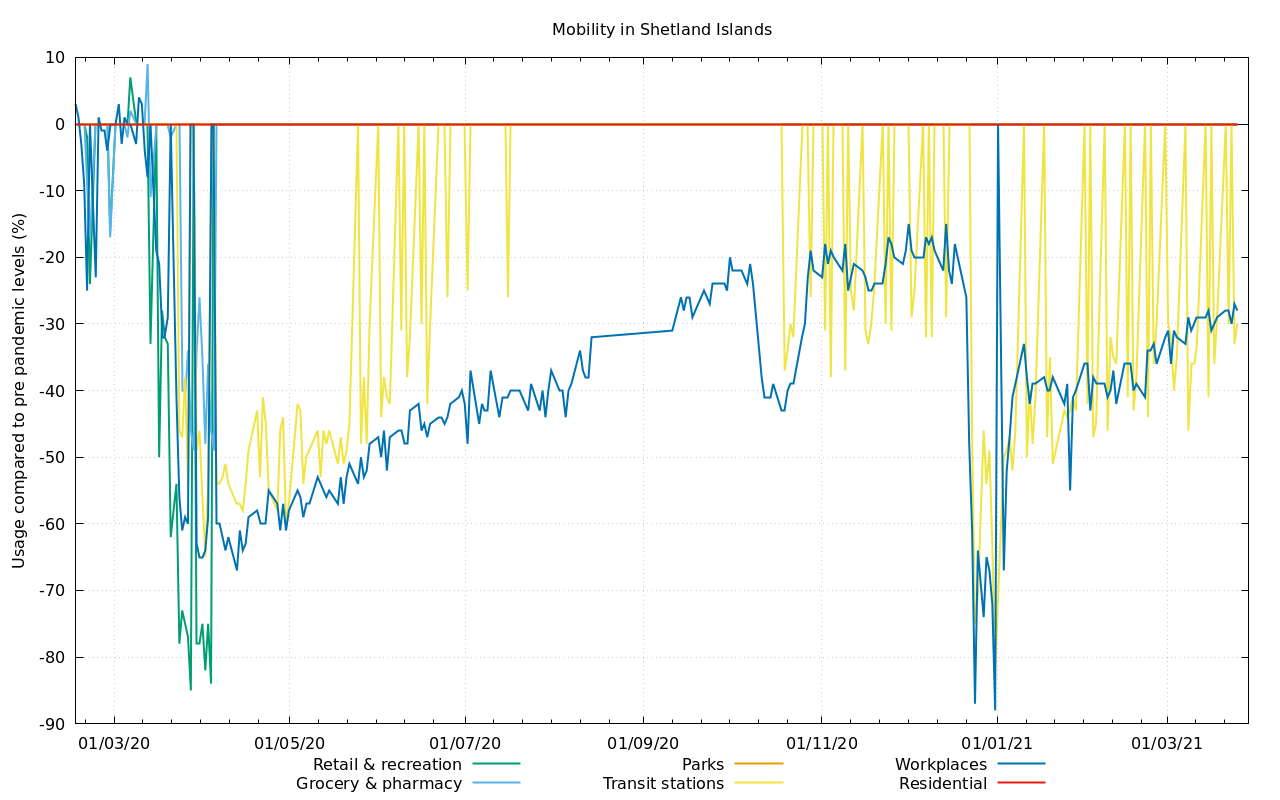 Mobility in Shetland Islands
Usage compared to pre pandemic levels (%)
10
0
-10
-20
-30
-40
-50
-60
-70
-80
-90
01/03/20 01/05/20 01/07/20 01/09/20 01/11/20 01/01/21 01/03/21
Retail & recreation Parks Workplaces
Grocery & pharmacy Transit stations Residential